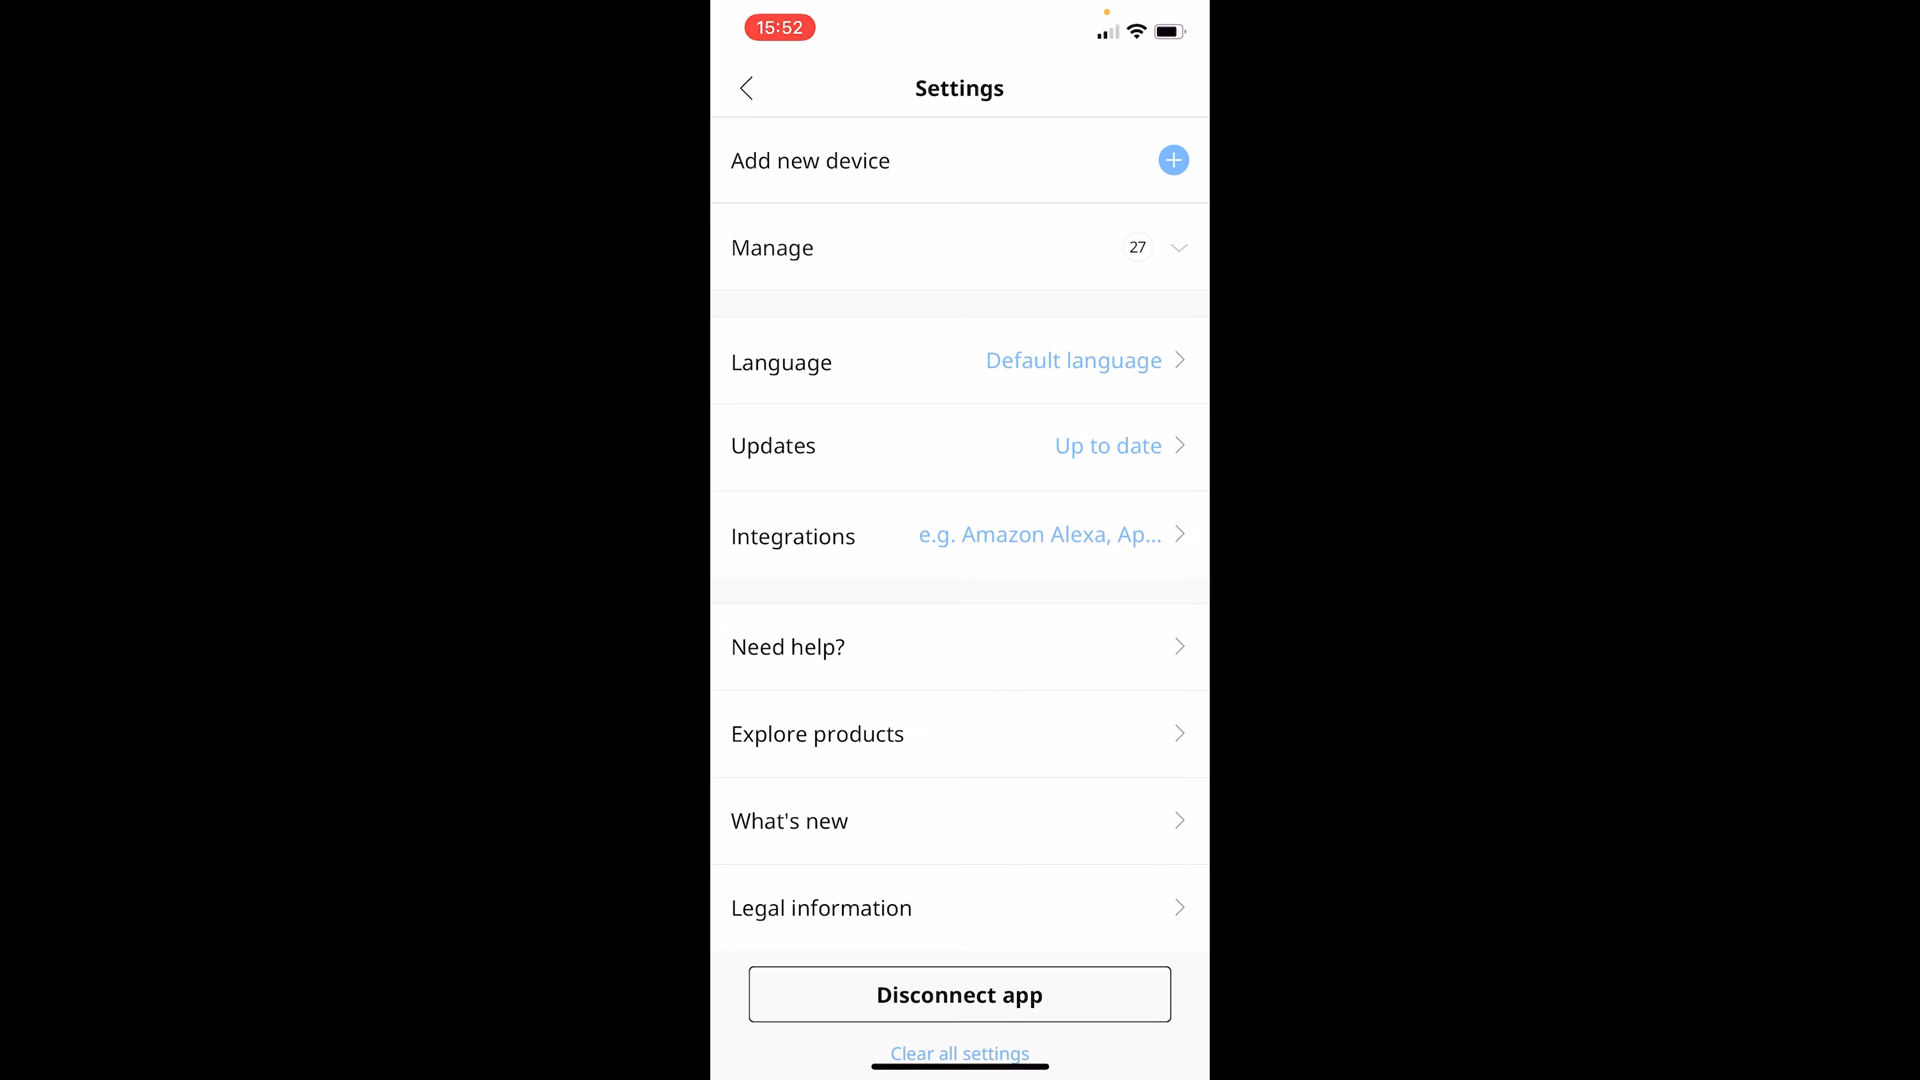 15:52
Settings
Add new device
Manage 27
Language Default language
Updates Up to date
Integrations e.g. Amazon Alexa, Ap...
Need help?
Explore products
What's new
Legal information
Disconnect app
Clear all settings